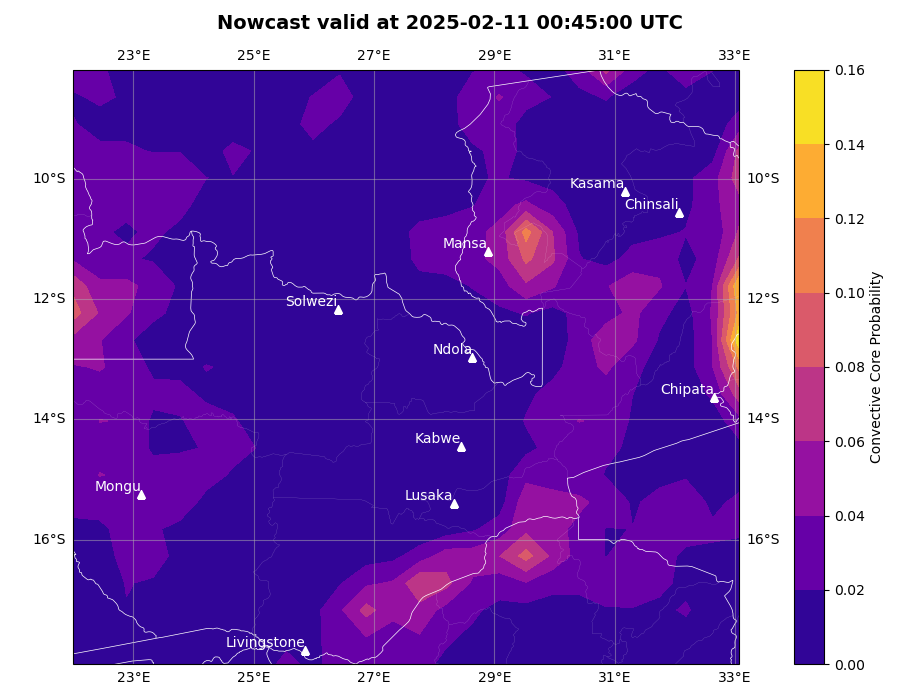 Nowcast valid at 2025-02-11 00:45:00 UTC
23°E 25°E 27°E 29°E 31°E 33°E
0.16
0.14
10°S Kasama 10°S
Chinsali
0.12
Mansa
12°S Solwezi 12°S
0.10
Ndola
0.08
Chipata
14°S 14°S
Kabwe
0.06
Mongu
Lusaka
0.04
16°S 16°S
0.02
Livingstone
0.00
23°E 25°E 27°E 29°E 31°E 33°E
Convective Core Probability